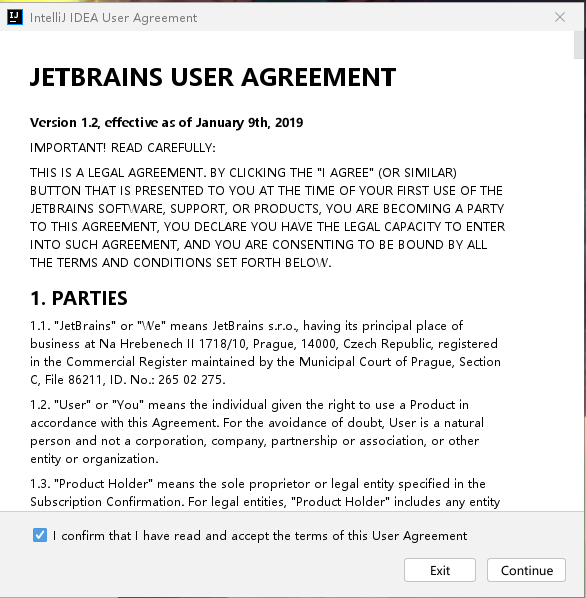 IJ
IntelliJ IDEA User Agreement
JETBRAINS USER AGREEMENT
Version 1.2, effective as of January 9th, 2019
IMPORTANT! READ CAREFULLY:
THIS IS A LEGAL AGREEMENT. BY CLICKING THE "I AGREE" (OR SIMILAR)
BUTTON THAT IS PRESENTED TO YOU AT THE TIME OF YOUR FIRST USE OF THE
JETBRAINS SOFTWARE, SUPPORT, OR PRODUCTS, YOU ARE BECOMING A PARTY
TO THIS AGREEMENT, YOU DECLARE YOU HAVE THE LEGAL CAPACITY TO ENTER
INTO SUCH AGREEMENT, AND YOU ARE CONSENTING TO BE BOUND BY ALL
THE TERMS AND CONDITIONS SET FORTH BELOW.
1. PARTIES
1.1. "JetBrains" or "We" means JetBrains s.r.o., having its principal place of
business at Na Hrebenech II 1718/10, Prague, 14000, Czech Republic, registered
in the Commercial Register maintained by the Municipal Court of Prague, Section
C, File 86211, ID. No.: 265 02 275.
1.2. "User" or "You" means the individual given the right to use a Product in
accordance with this Agreement. For the avoidance of doubt, User is a natural
person and not a corporation, company, partnership or association, or other
entity or organization.
1.3. "Product Holder" means the sole proprietor or legal entity specified in the
Subscription Confirmation. For legal entities, "Product Holder" includes any entity
I confirm that I have read and accept the terms of this User Agreement
Exit
Continue